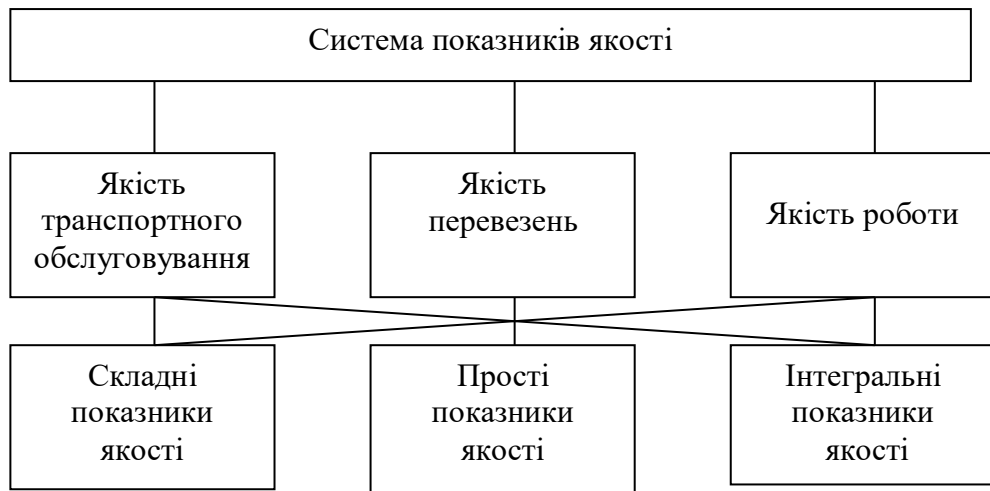 Система показників якості
Якість
транспортного
обслуговування
Якість
перевезень
Якість роботи
Складні
показники
якості
Прості
показники
якості
Інтегральні
показники
якості